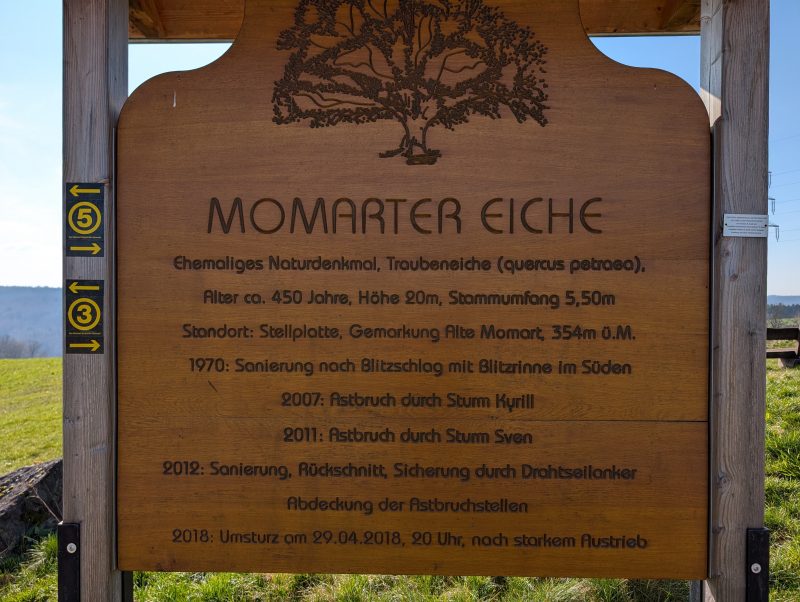 MOMARTER EICHE
Ehemaliges Naturdenkmal, Traubeneiche (quercus petraea),
Alter ca. 450 Jahre, Höhe 20m, Stammumfang 5,50m
Standort: Stellplatte, Gemarkung Alte Momart, 354m ü.M.
1970: Sanierung nach Blitzschlag mit Blitzrinne im Süden
2007: Astbruch durch Sturm Kyrill
2011: Astbruch durch Sturm Sven
2012: Sanierung, Rückschnitt, Sicherung durch Drahtseilanker
Abdeckung der Astbruchstellen
2018: Umsturz am 29.04.2018, 20 Uhr, nach starkem Austrieb
5
3